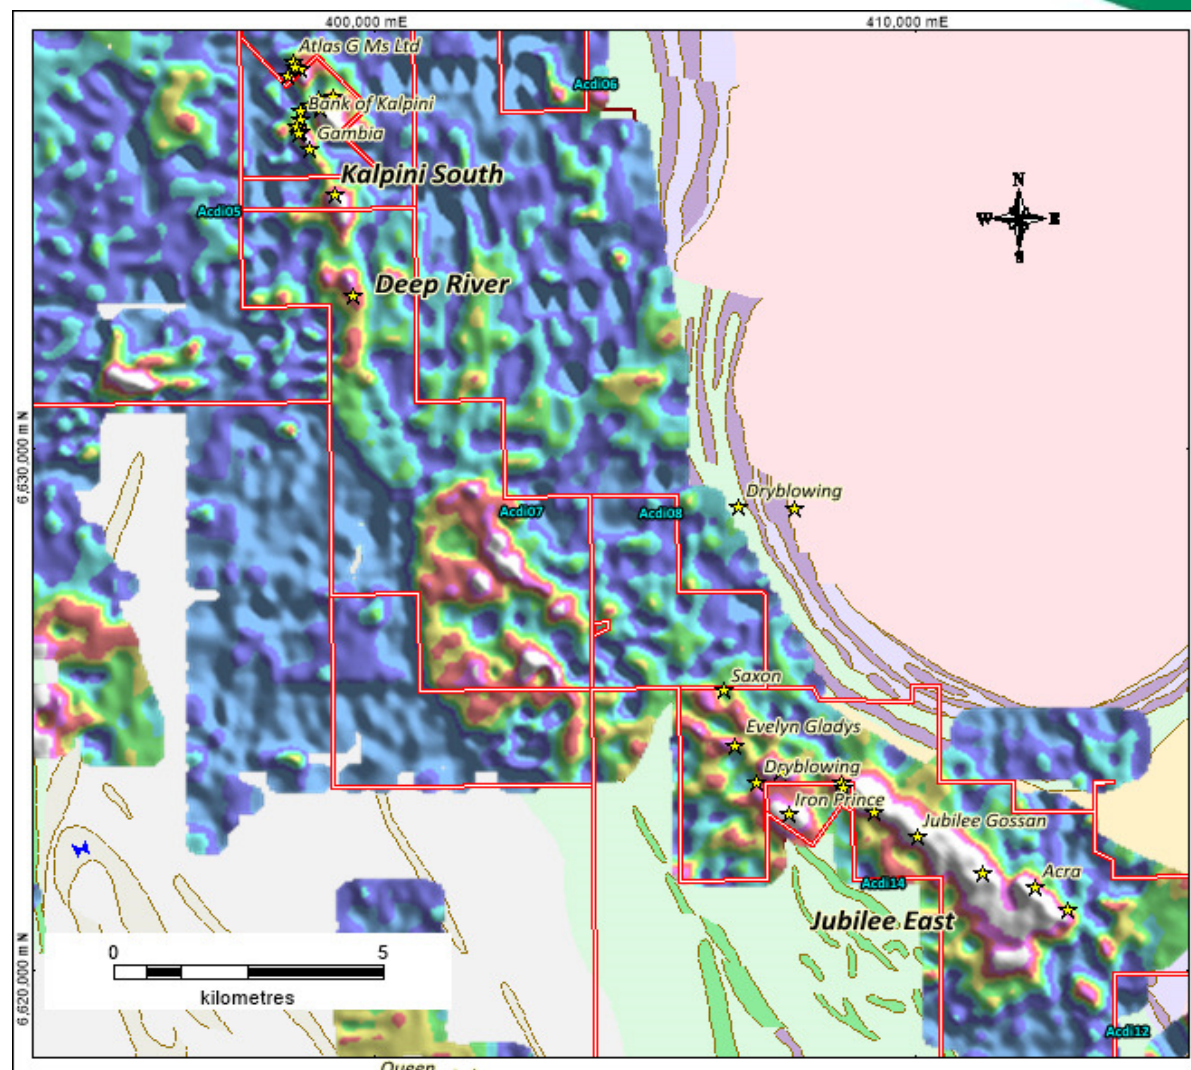 400,000 mE
410,000 mE
Atlas G Ms Ltd
Acdi06
Bank of Kalpini
Gambia
Kalpini South
N
W E
S
Acdi05
Deep River
6,630,000 m N
Acdi07
Acdi08
Dryblowing
Saxon
Evelyn Gladys
Dryblowing
Iron Prince
Jubilee Gossan
Acra
Acdi14
Jubilee East
6,620,000 m N
0 5
kilometres
Acdi12
Queen